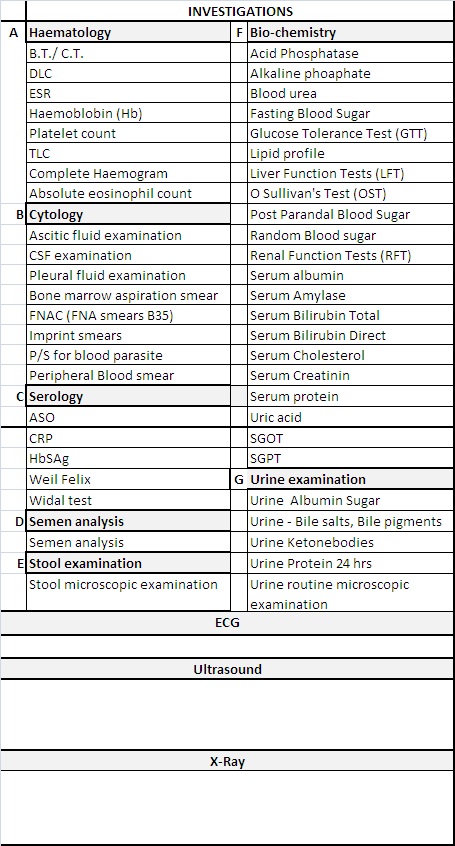 INVESTIGATIONS
A Haematology
B.T./ C.T.
DLC
ESR
Haemoblobin (Hb)
Platelet count
TLC
Complete Haemogram
Absolute eosinophil count
B Cytology
Ascitic fluid examination
CSF examination
Pleural fluid examination
Bone marrow aspiration smear
FNAC (FNA smears B35)
Imprint smears
P/S for blood parasite
Peripheral Blood smear
C Serology
ASO
CRP
HbSAg
Weil Felix
Widal test
D Semen analysis
Semen analysis
E Stool examination
Stool microscopic examination
F Bio-chemistry
Acid Phosphatase
Alkaline phoaphate
Blood urea
Fasting Blood Sugar
Glucose Tolerance Test (GTT)
Lipid profile
Liver Function Tests (LFT)
O Sullivan's Test (OST)
Post Parandal Blood Sugar
Random Blood sugar
Renal Function Tests (RFT)
Serum albumin
Serum Amylase
Serum Bilirubin Total
Serum Bilirubin Direct
Serum Cholesterol
Serum Creatinin
Serum protein
Uric acid
SGOT
SGPT
G Urine examination
Urine  Albumin Sugar
Urine - Bile salts, Bile pigments
Urine Ketonebodies
Urine Protein 24 hrs
Urine routine microscopic
examination
ECG
Ultrasound
X-Ray